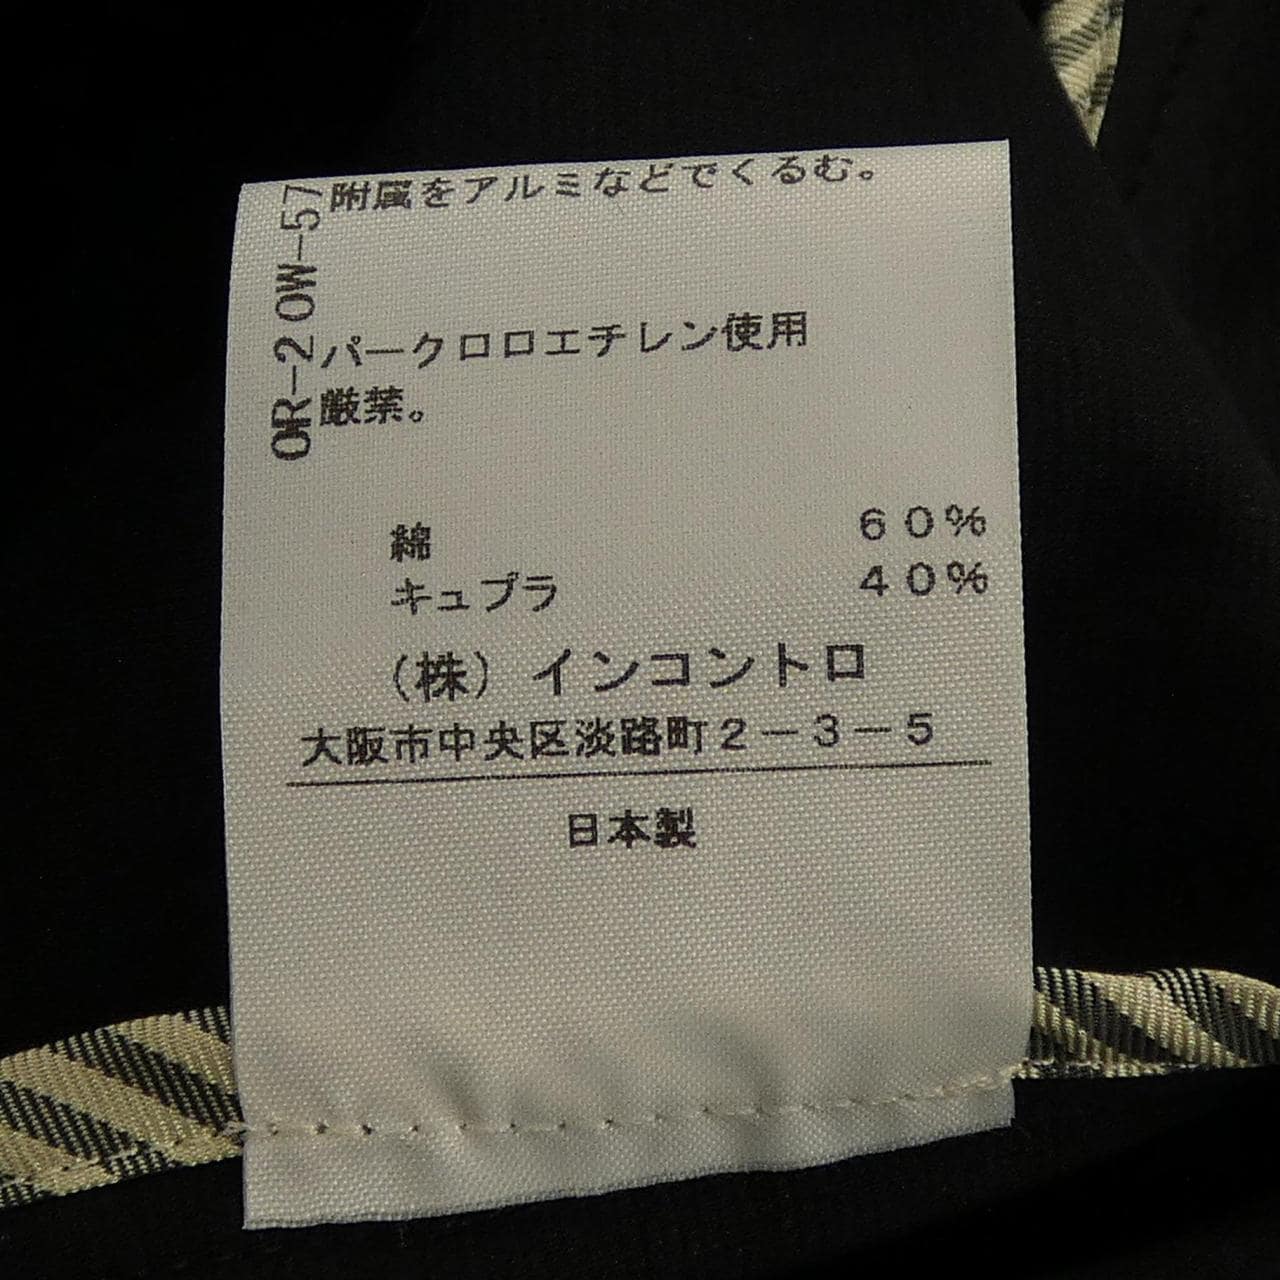 附属をアルミなどでくるむ。
パークロロエチレン使用
厳禁。
OHR-20W-57
綿 60%
キュプラ 40%
(株)インコントロ
大阪市中央区淡路町2-3-5
日本製